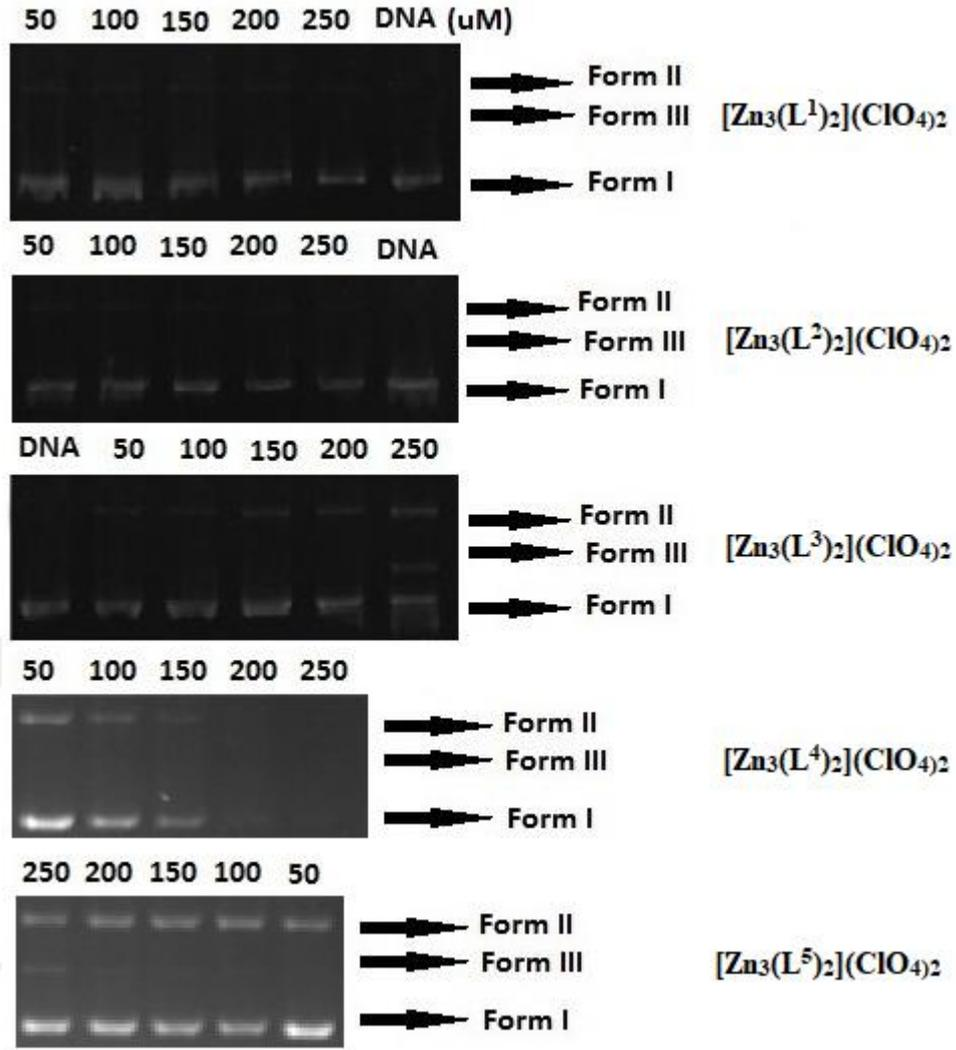 50 100 150 200 250 DNA (uM)
Form II
Form III [Zn3(L1)2](ClO4)2
Form I
50 100 150 200 250 DNA
Form II
Form III [Zn3(L2)2](ClO4)2
Form I
DNA 50 100 150 200 250
Form II
Form III [Zn3(L3)2](ClO4)2
Form I
50 100 150 200 250
Form II
Form III [Zn3(L4)2](ClO4)2
Form I
250 200 150 100 50
Form II
Form III [Zn3(L5)2](ClO4)2
Form I